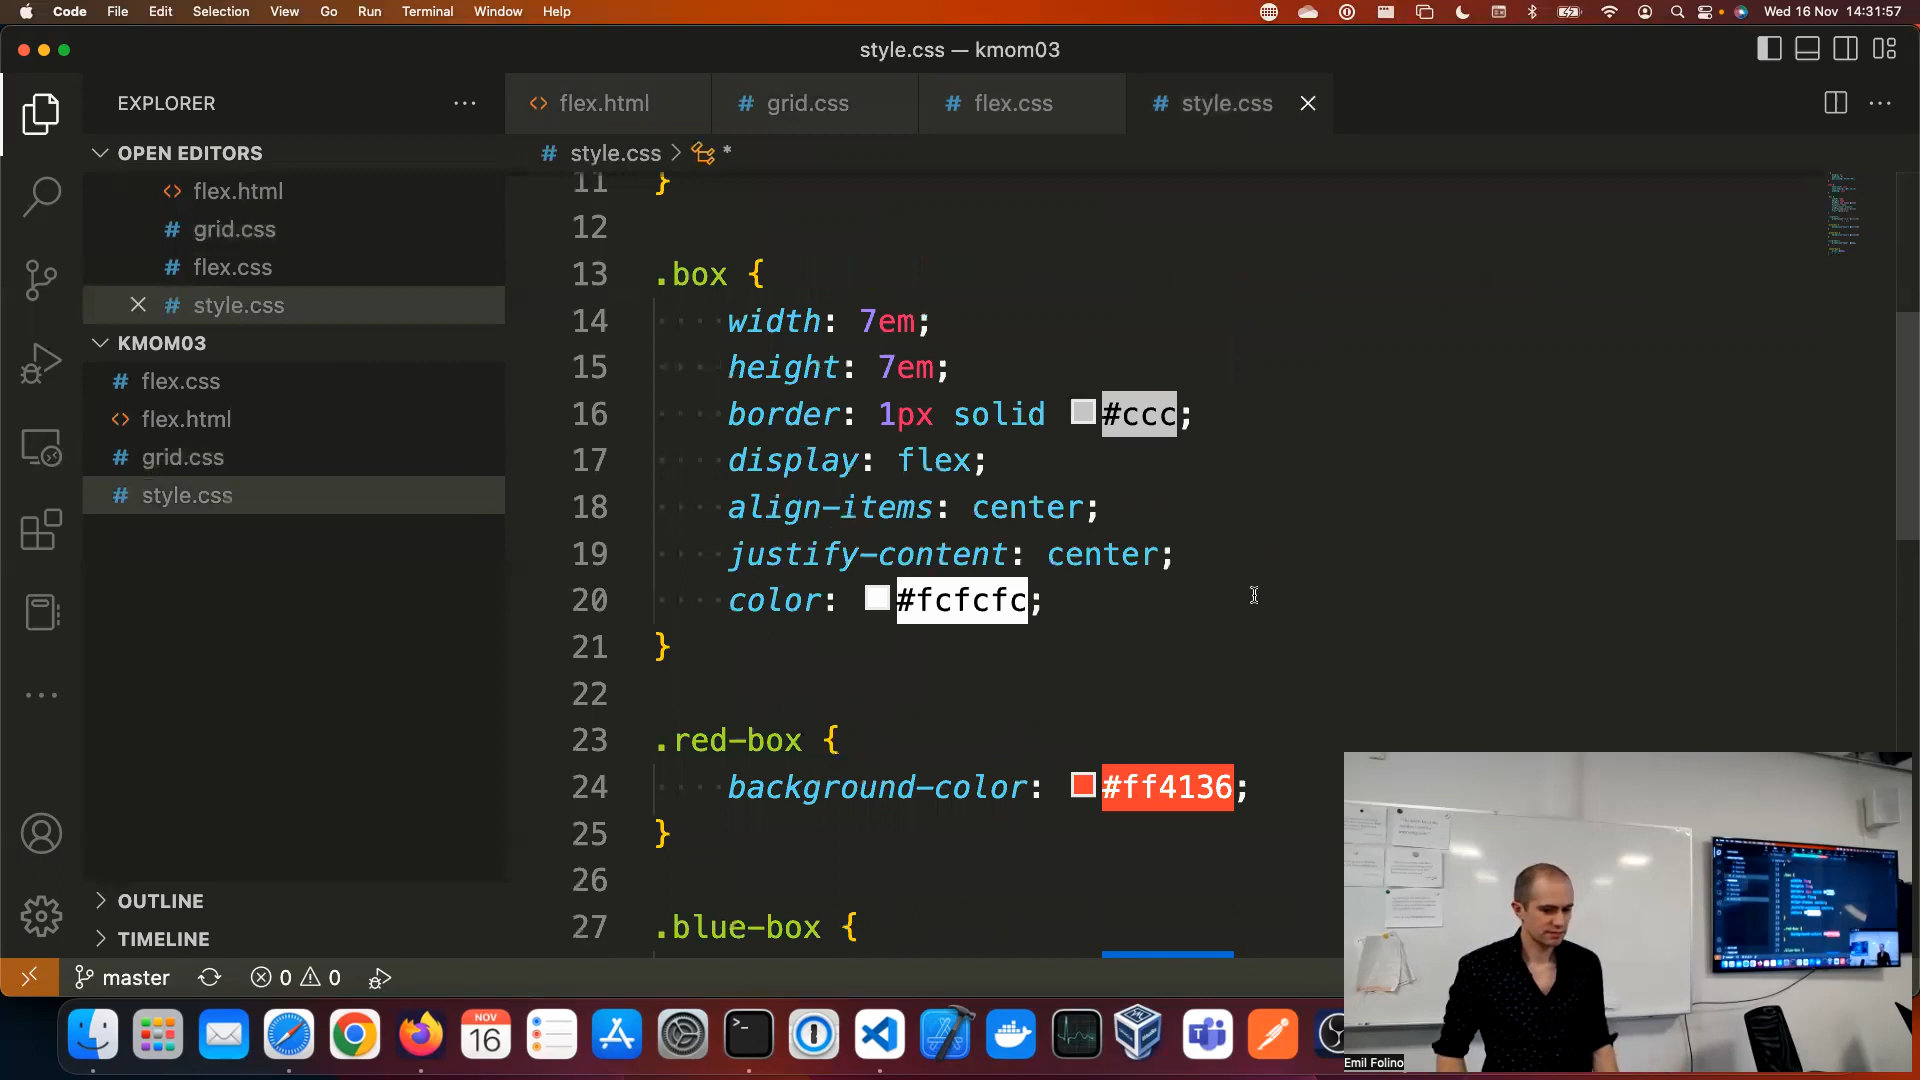 Code File Edit Selection View Go Run Terminal Window Help
Wed 16 Nov 14:31:57
style.css — kmom03
EXPLORER
flex.html
grid.css
flex.css
style.css
OPEN EDITORS
style.css > *
flex.html
grid.css
flex.css
style.css
KMOM03
flex.css
flex.html
grid.css
style.css
OUTLINE
TIMELINE
11 }
12
13 .box {
14 width: 7em;
15 height: 7em;
16 border: 1px solid #ccc;
17 display: flex;
18 align-items: center;
19 justify-content: center;
20 color: #fcfcfc;
21 }
22
23 .red-box {
24 background-color: #ff4136;
25 }
26
27 .blue-box {
master
0 0
NOV
16
Emil Folino